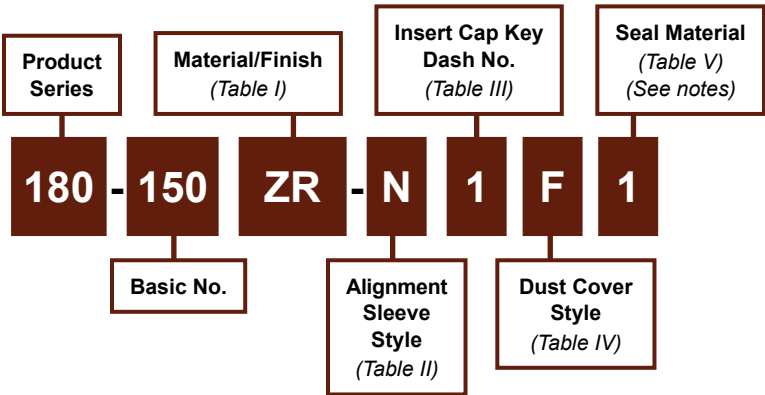 Product
Series
Material/Finish
(Table I)
Insert Cap Key
Dash No.
(Table III)
Seal Material
(Table V)
(See notes)
180 - 150 ZR - N 1 F 1
Basic No.
Alignment
Sleeve
Style
(Table II)
Dust Cover
Style
(Table IV)